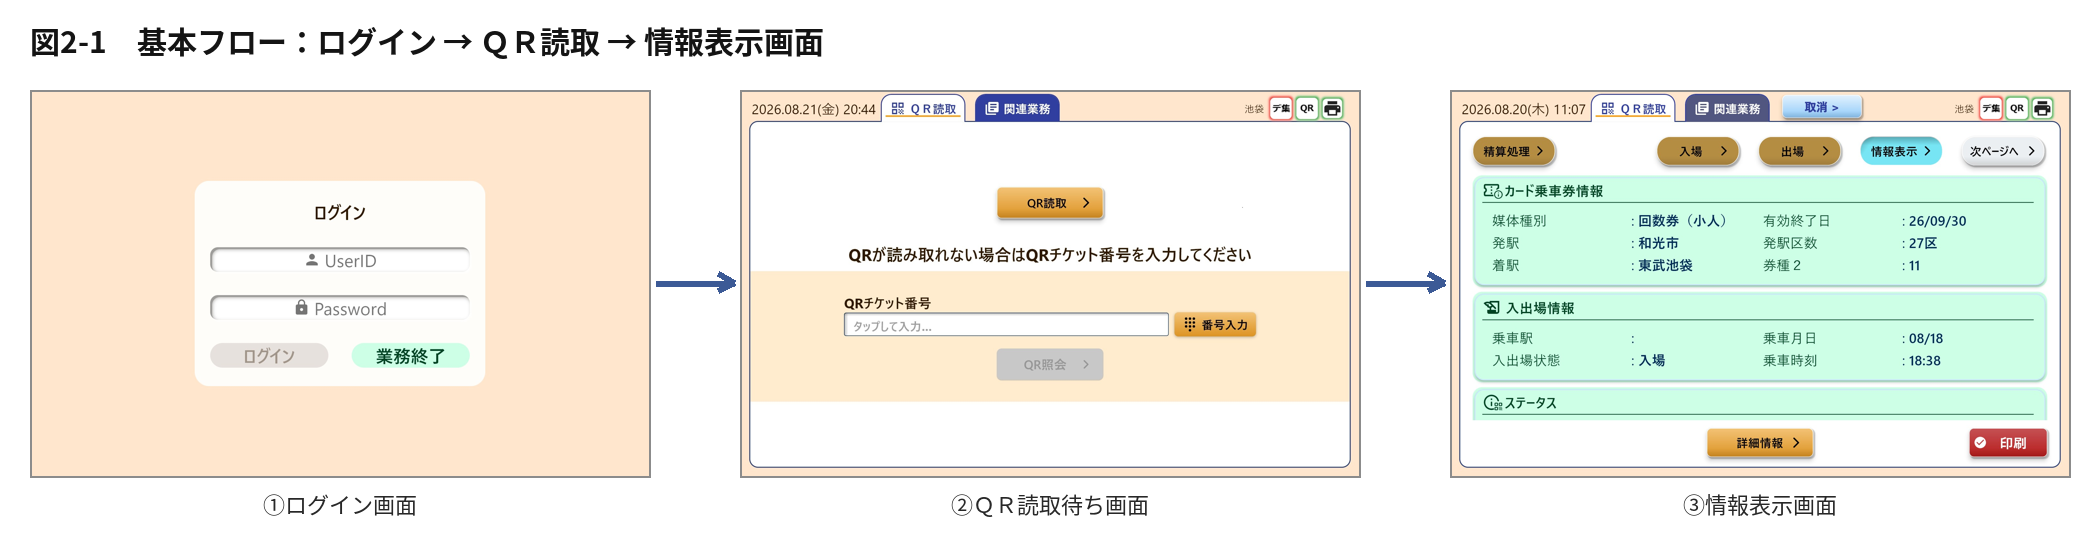 図2-1　基本フロー：ログイン → ＱＲ読取 → 情報表示画面
ログイン
UserID
Password
ログイン
業務終了
①ログイン画面
2026.08.21(金) 20:44
ＱＲ読取
関連業務
池袋
デ集
QR
QR読取
QRが読み取れない場合はQRチケット番号を入力してください
QRチケット番号
タップして入力...
番号入力
QR照会
②ＱＲ読取待ち画面
2026.08.20(木) 11:07
ＱＲ読取
関連業務
取消 >
池袋
デ集
QR
精算処理
入場
出場
情報表示
次ページへ
カード乗車券情報
媒体種別 : 回数券（小人） 有効終了日 : 26/09/30
発駅 : 和光市 発駅区数 : 27区
着駅 : 東武池袋 券種２ : 11
入出場情報
乗車駅 : 乗車月日 : 08/18
入出場状態 : 入場 乗車時刻 : 18:38
ステータス
詳細情報
印刷
③情報表示画面